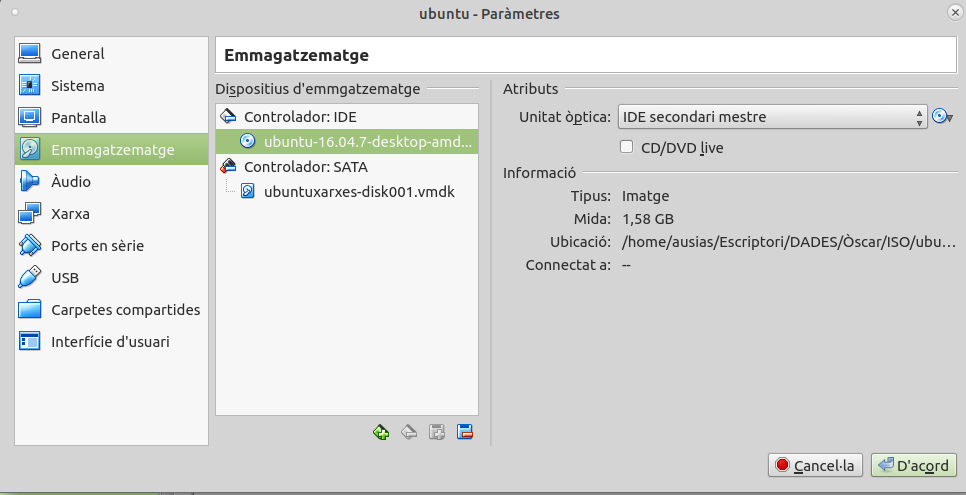 ubuntu - Paràmetres
General
Sistema
Pantalla
Emmagatzematge
Àudio
Xarxa
Ports en sèrie
USB
Carpetes compartides
Interfície d'usuari
Emmagatzematge
Dispositius d'emmgatzematge
Controlador: IDE
ubuntu-16.04.7-desktop-amd...
Controlador: SATA
ubuntuxarxes-disk001.vmdk
Atributs
Unitat òptica: IDE secundari mestre
CD/DVD live
Informació
Tipus: Imatge
Mida: 1,58 GB
Ubicació: /home/ausias/Escriptori/DADES/Òscar/ISO/ubu...
Connectat a: --
Cancel·la D'acord